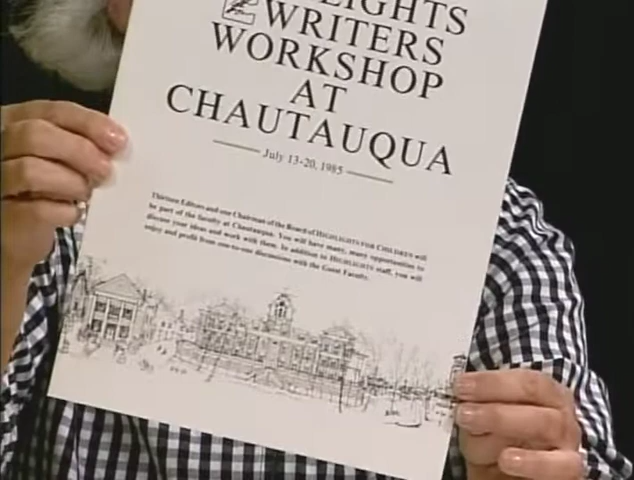 LIGHTS
WRITERS
WORKSHOP
AT
CHAUTAUQUA
July 13-20, 1985
Thirteen Editors and one Chairman of the Board of HIGHLIGHTS FOR CHILDREN will
be part of the faculty at Chautauqua. You will have many, many opportunities to
discuss your ideas and work with them. In addition to HIGHLIGHTS staff, you will
enjoy and profit from one-to-one discussions with the Guest Faculty.